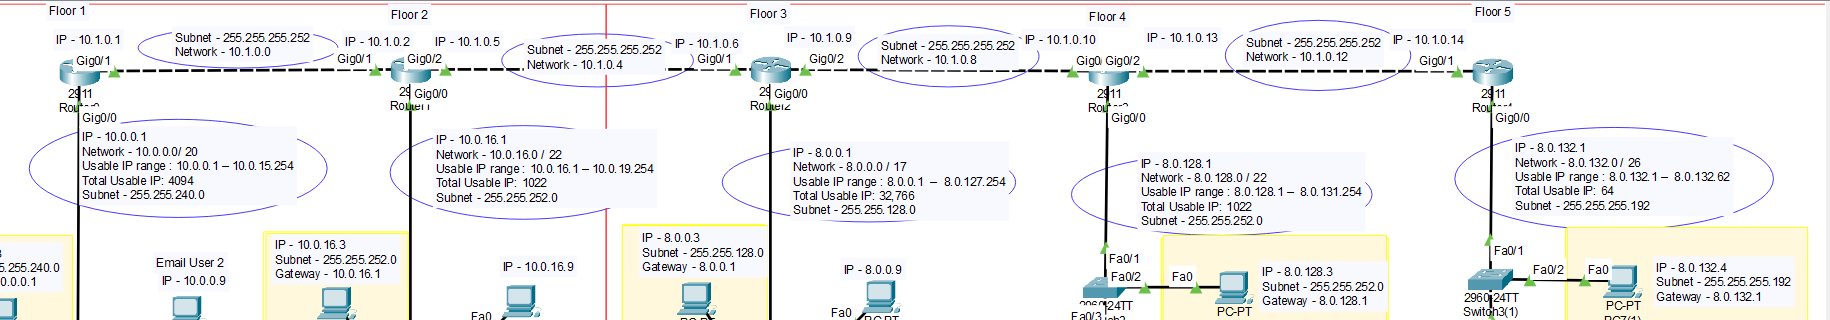 Floor 1
Floor 2
Floor 3
Floor 4
Floor 5
IP - 10.1.0.1
Subnet - 255.255.255.252
Network - 10.1.0.0
IP - 10.1.0.2
IP - 10.1.0.5
Subnet - 255.255.255.252
Network - 10.1.0.4
IP - 10.1.0.6
IP - 10.1.0.9
Subnet - 255.255.255.252
Network - 10.1.0.8
IP - 10.1.0.10
IP - 10.1.0.13
Subnet - 255.255.255.252
Network - 10.1.0.12
IP - 10.1.0.14
Gig0/1
Gig0/1
Gig0/2
Gig0/1
Gig0/2
Gig0/2
Gig0/1
2911
Gig0/0
2911
Gig0/0
Gig0/0
2911
Gig0/0
2911
Gig0/0
IP - 10.0.0.1
Network - 10.0.0.0/ 20
Usable IP range : 10.0.0.1 – 10.0.15.254
Total Usable IP: 4094
Subnet - 255.255.240.0
IP - 10.0.16.1
Network - 10.0.16.0 / 22
Usable IP range : 10.0.16.1 – 10.0.19.254
Total Usable IP: 1022
Subnet - 255.255.252.0
IP - 8.0.0.1
Network - 8.0.0.0 / 17
Usable IP range : 8.0.0.1 – 8.0.127.254
Total Usable IP: 32,766
Subnet - 255.255.128.0
IP - 8.0.128.1
Network - 8.0.128.0 / 22
Usable IP range : 8.0.128.1 – 8.0.131.254
Total Usable IP: 1022
Subnet - 255.255.252.0
IP - 8.0.132.1
Network - 8.0.132.0 / 26
Usable IP range : 8.0.132.1 – 8.0.132.62
Total Usable IP: 64
Subnet - 255.255.255.192
5.255.240.0
0.0.0.1
Email User 2
IP - 10.0.0.9
IP - 10.0.16.3
Subnet - 255.255.252.0
Gateway - 10.0.16.1
IP - 10.0.16.9
Fa0
IP - 8.0.0.3
Subnet - 255.255.128.0
Gateway - 8.0.0.1
IP - 8.0.0.9
Fa0
Fa0/1
Fa0/2
Fa0
Fa0/3
IP - 8.0.128.3
Subnet - 255.255.252.0
Gateway - 8.0.128.1
PC-PT
Fa0/1
Fa0/2
Fa0
2960-24TT
Switch3(1)
PC-PT
IP - 8.0.132.4
Subnet - 255.255.255.192
Gateway - 8.0.132.1